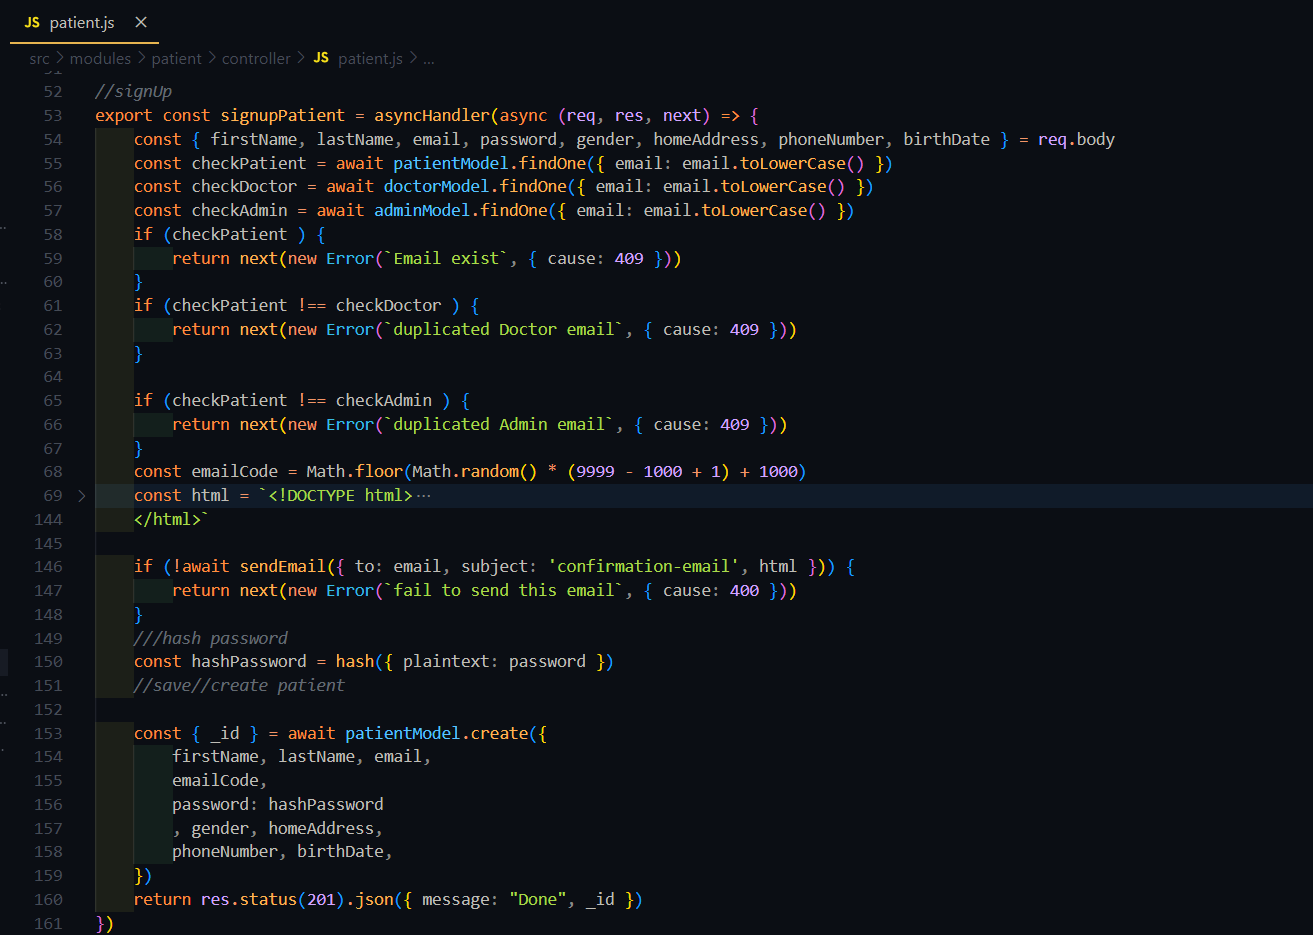 JS patient.js ×
src > modules > patient > controller > JS patient.js > ...
51
52 //signUp
53 export const signupPatient = asyncHandler(async (req, res, next) => {
54 const { firstName, lastName, email, password, gender, homeAddress, phoneNumber, birthDate } = req.body
55 const checkPatient = await patientModel.findOne({ email: email.toLowerCase() })
56 const checkDoctor = await doctorModel.findOne({ email: email.toLowerCase() })
57 const checkAdmin = await adminModel.findOne({ email: email.toLowerCase() })
58 if (checkPatient ) {
59 return next(new Error(`Email exist`, { cause: 409 }))
60 }
61 if (checkPatient !== checkDoctor ) {
62 return next(new Error(`duplicated Doctor email`, { cause: 409 }))
63 }
64
65 if (checkPatient !== checkAdmin ) {
66 return next(new Error(`duplicated Admin email`, { cause: 409 }))
67 }
68 const emailCode = Math.floor(Math.random() * (9999 - 1000 + 1) + 1000)
69 > const html = `<!DOCTYPE html>···
144 </html>`
145
146 if (!await sendEmail({ to: email, subject: 'confirmation-email', html })) {
147 return next(new Error(`fail to send this email`, { cause: 400 }))
148 }
149 ///hash password
150 const hashPassword = hash({ plaintext: password })
151 //save//create patient
152
153 const { _id } = await patientModel.create({
154 firstName, lastName, email,
155 emailCode,
156 password: hashPassword
157 , gender, homeAddress,
158 phoneNumber, birthDate,
159 })
160 return res.status(201).json({ message: "Done", _id })
161 })